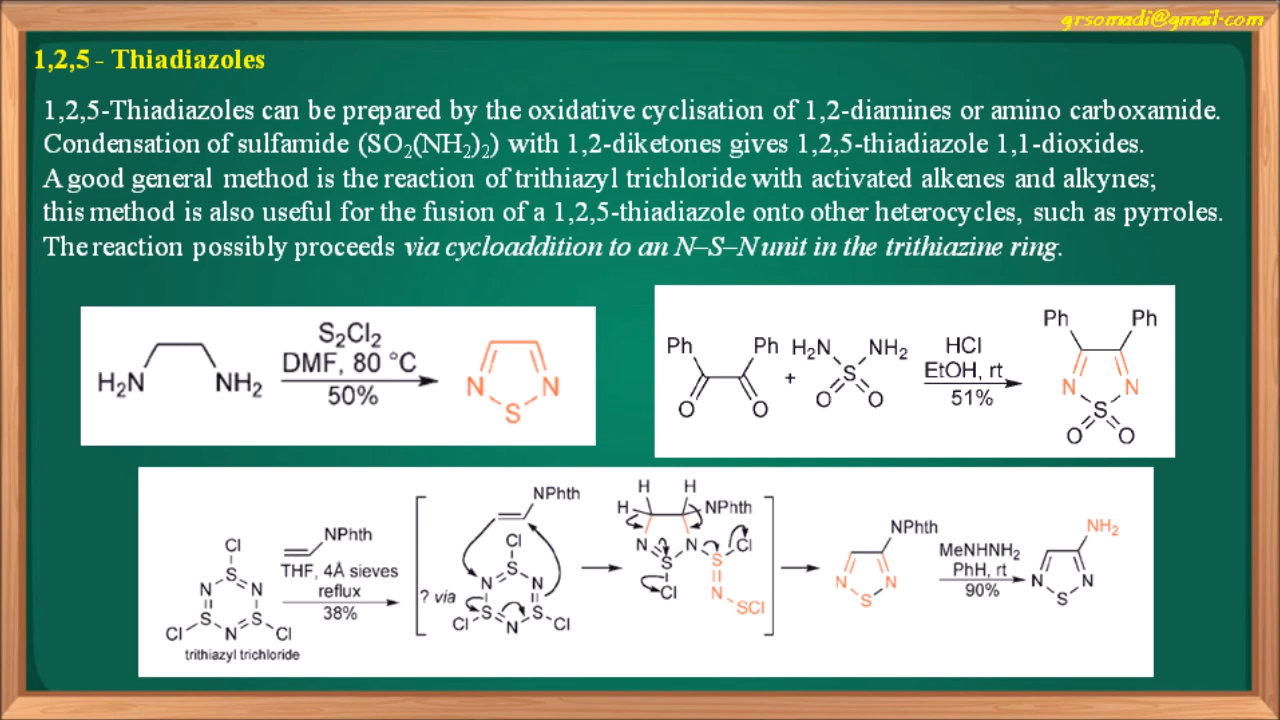 grsomadi@gmail.com
1,2,5 - Thiadiazoles
1,2,5-Thiadiazoles can be prepared by the oxidative cyclisation of 1,2-diamines or amino carboxamide.
Condensation of sulfamide (SO2(NH2)2) with 1,2-diketones gives 1,2,5-thiadiazole 1,1-dioxides.
A good general method is the reaction of trithiazyl trichloride with activated alkenes and alkynes;
this method is also useful for the fusion of a 1,2,5-thiadiazole onto other heterocycles, such as pyrroles.
The reaction possibly proceeds via cycloaddition to an N–S–N unit in the trithiazine ring.
H2N
NH2
S2Cl2
DMF, 80 °C
50%
N
N
S
Ph
Ph
O
O
+
H2N
NH2
S
O
O
HCl
EtOH, rt
51%
Ph
Ph
N
N
S
O
O
Cl
S
N
N
S
S
Cl
N
Cl
trithiazyl trichloride
NPhth
THF, 4Å sieves
reflux
38%
? via
NPhth
Cl
S
N
N
S
S
Cl
N
Cl
H
H
H
NPhth
N
N
S
Cl
S
Cl
N
SCl
NPhth
N
N
S
MeNHNH2
PhH, rt
90%
NH2
N
N
S